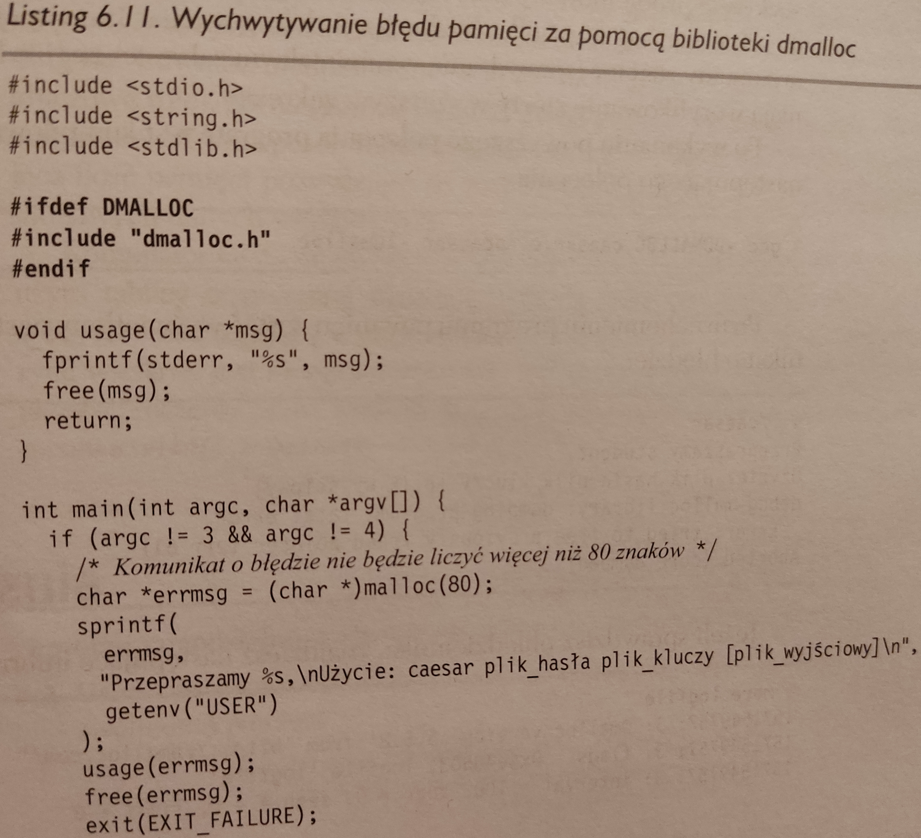 Listing 6.11. Wychwytywanie błędu pamięci za pomocą biblioteki dmalloc
#include <stdio.h>
#include <string.h>
#include <stdlib.h>
#ifdef DMALLOC
#include "dmalloc.h"
#endif
void usage(char *msg) {
fprintf(stderr, "%s", msg);
free(msg);
return;
}
int main(int argc, char *argv[]) {
if (argc != 3 && argc != 4) {
/* Komunikat o błędzie nie będzie liczyć więcej niż 80 znaków */
char *errmsg = (char *)malloc(80);
sprintf(
errmsg,
"Przepraszamy %s,\nUżycie: caesar plik_hasła plik_kluczy [plik_wyjściowy]\n",
getenv("USER")
);
usage(errmsg);
free(errmsg);
exit(EXIT_FAILURE);